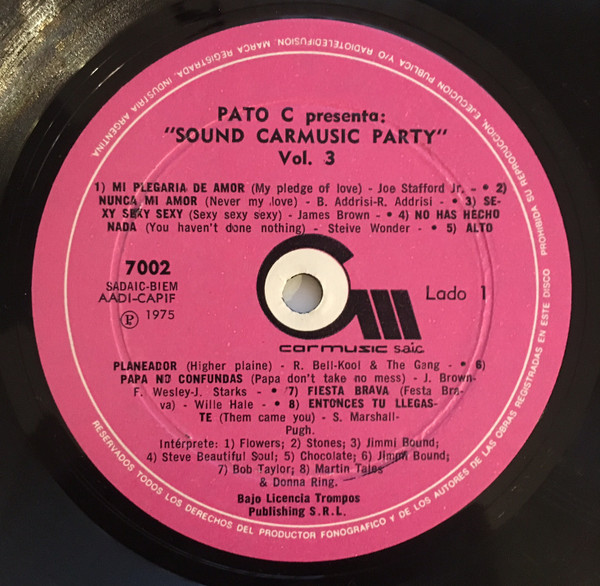 PATO C presenta:
"SOUND CARMUSIC PARTY"
Vol. 3
1) MI PLEGARIA DE AMOR (My pledge of love) - Joe Stafford Jr. - • 2)
NUNCA MI AMOR (Never my love) - B. Addrisi-R. Addrisi - • 3) SE-
XY SEXY SEXY (Sexy sexy sexy) - James Brown - • 4) NO HAS HECHO
NADA (You haven't done nothing) - Steive Wonder - • 5) ALTO
7002
SADAIC-BIEM
AADI-CAPIF
Ⓟ 1975
Lado 1
carmusic saic
PLANEADOR (Higher plaine) - R. Bell-Kool & The Gang - • 6)
PAPA NO CONFUNDAS (Papa don't take no mess) - J. Brown-
F. Wesley-J. Starks - • 7) FIESTA BRAVA (Festa Bra-
va) - Wille Hale - • 8) ENTONCES TU LLEGAS-
TE (Them came you) - S. Marshall-
Pugh.
Intérprete: 1) Flowers; 2) Stones; 3) Jimmi Bound;
4) Steve Beautiful Soul; 5) Chocolate; 6) Jimmi Bound;
7) Bob Taylor; 8) Martin Tales
& Donna Ring.
Bajo Licencia Trompos
Publishing S.R.L.
RESERVADOS TODOS LOS DERECHOS DEL PRODUCTOR FONOGRAFICO Y DE LOS AUTORES DE LAS OBRAS REGISTRADAS EN ESTE DISCO PROHIBIDA SU REPRODUCCION, EJECUCION PUBLICA Y/O RADIOTELEDIFUSION. MARCA REGISTRADA. INDUSTRIA ARGENTINA